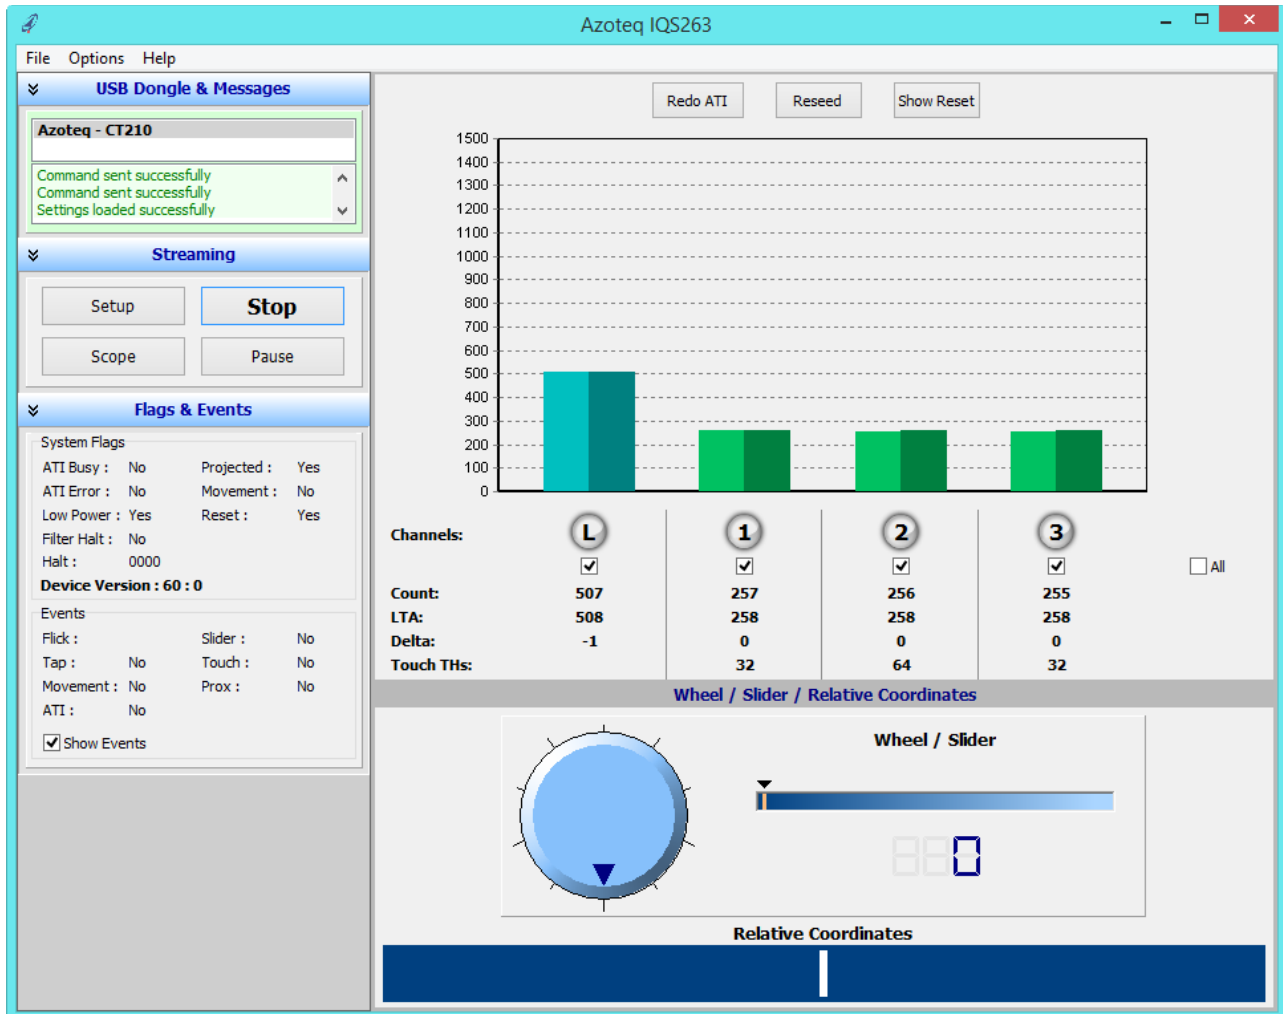 Azoteq IQS263
File Options Help
USB Dongle & Messages
Azoteq - CT210
Command sent successfully
Command sent successfully
Settings loaded successfully
Streaming
Setup Stop
Scope Pause
Flags & Events
System Flags
ATI Busy : No Projected : Yes
ATI Error : No Movement : No
Low Power : Yes Reset : Yes
Filter Halt : No
Halt : 0000
Device Version : 60 : 0
Events
Flick : Slider : No
Tap : No Touch : No
Movement : No Prox : No
ATI : No
Show Events
Redo ATI Reseed Show Reset
1500
1400
1300
1200
1100
1000
900
800
700
600
500
400
300
200
100
0
Channels: L 1 2 3
All
Count: 507 257 256 255
LTA: 508 258 258 258
Delta: -1 0 0 0
Touch THs: 32 64 32
Wheel / Slider / Relative Coordinates
Wheel / Slider
0
Relative Coordinates